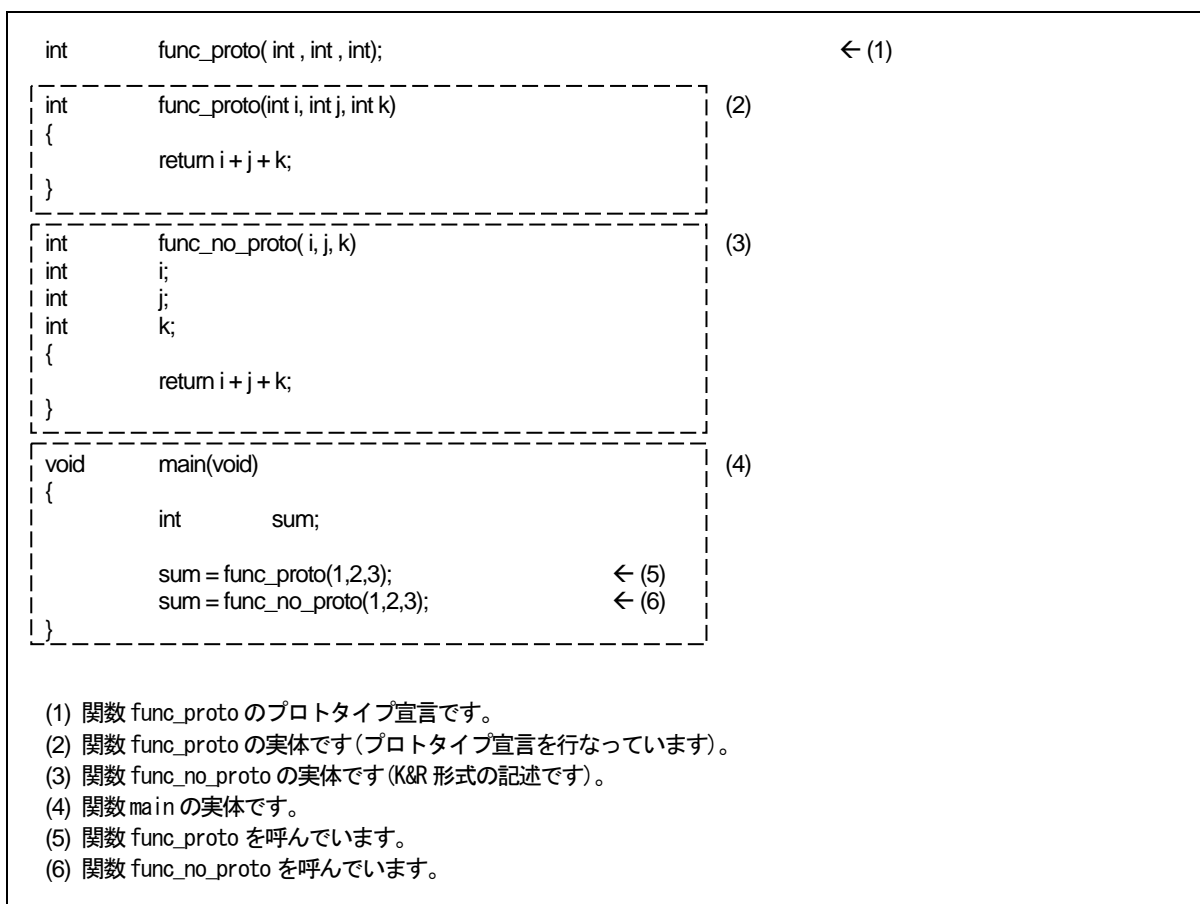 int func_proto( int , int , int); ← (1)
int func_proto(int i, int j, int k) (2)
{
return i + j + k;
}
int func_no_proto( i, j, k) (3)
int i;
int j;
int k;
{
return i + j + k;
}
void main(void) (4)
{
int sum;
sum = func_proto(1,2,3); ← (5)
sum = func_no_proto(1,2,3); ← (6)
}
(1) 関数 func_proto のプロトタイプ宣言です。
(2) 関数 func_proto の実体です(プロトタイプ宣言を行なっています)。
(3) 関数 func_no_proto の実体です(K&R 形式の記述です)。
(4) 関数 main の実体です。
(5) 関数 func_proto を呼んでいます。
(6) 関数 func_no_proto を呼んでいます。